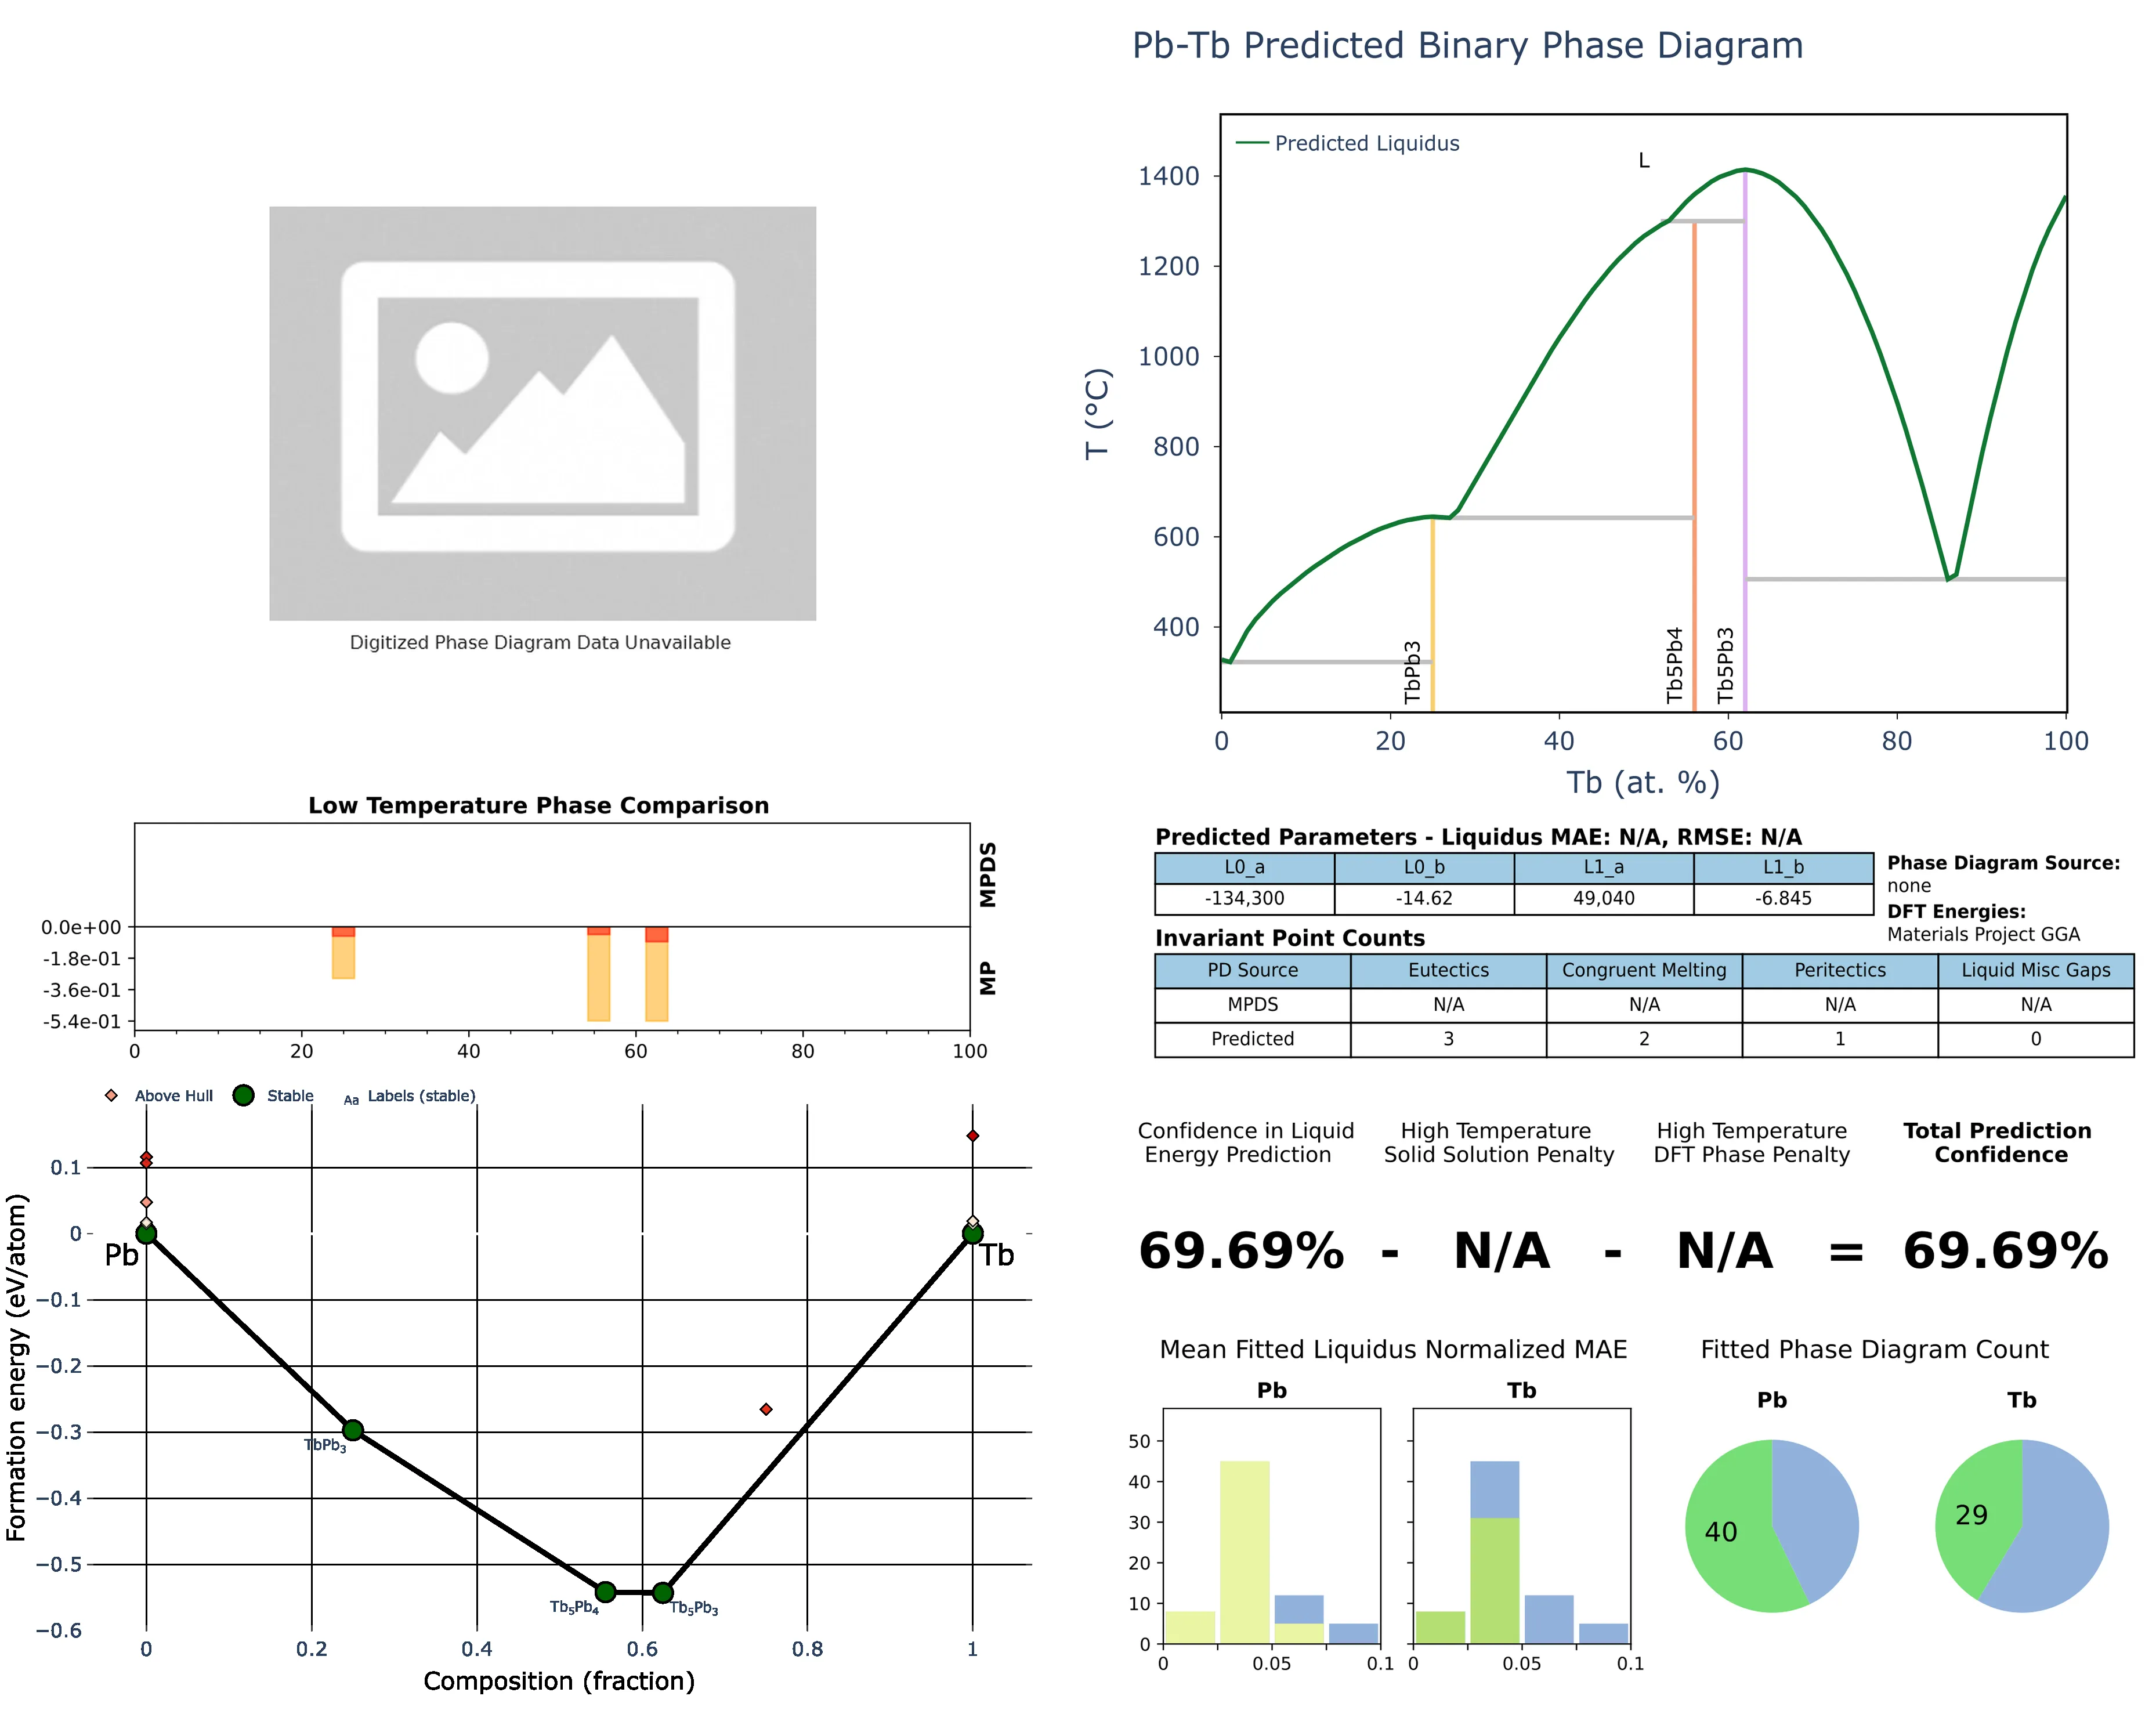 Pb-Tb Predicted Binary Phase Diagram
Predicted Liquidus
L
1400
1200
1000
800
600
400
T (°C)
TbPb3
Tb5Pb4
Tb5Pb3
0 20 40 60 80 100
Tb (at. %)
Digitized Phase Diagram Data Unavailable
Low Temperature Phase Comparison
MPDS
MP
0.0e+00
-1.8e-01
-3.6e-01
-5.4e-01
0 20 40 60 80 100
Predicted Parameters - Liquidus MAE: N/A, RMSE: N/A
L0_a L0_b L1_a L1_b
-134,300 -14.62 49,040 -6.845
Phase Diagram Source:
none
DFT Energies:
Materials Project GGA
Invariant Point Counts
PD Source Eutectics Congruent Melting Peritectics Liquid Misc Gaps
MPDS N/A N/A N/A N/A
Predicted 3 2 1 0
Above Hull Stable Aa Labels (stable)
0.1
0
−0.1
−0.2
−0.3
−0.4
−0.5
−0.6
Formation energy (eV/atom)
Pb
Tb
TbPb3
Tb5Pb4
Tb5Pb3
0 0.2 0.4 0.6 0.8 1
Composition (fraction)
Confidence in Liquid
Energy Prediction
High Temperature
Solid Solution Penalty
High Temperature
DFT Phase Penalty
Total Prediction
Confidence
69.69% - N/A - N/A = 69.69%
Mean Fitted Liquidus Normalized MAE
Pb
Tb
50
40
30
20
10
0
0 0.05 0.1
0 0.05 0.1
Fitted Phase Diagram Count
Pb
Tb
40
29